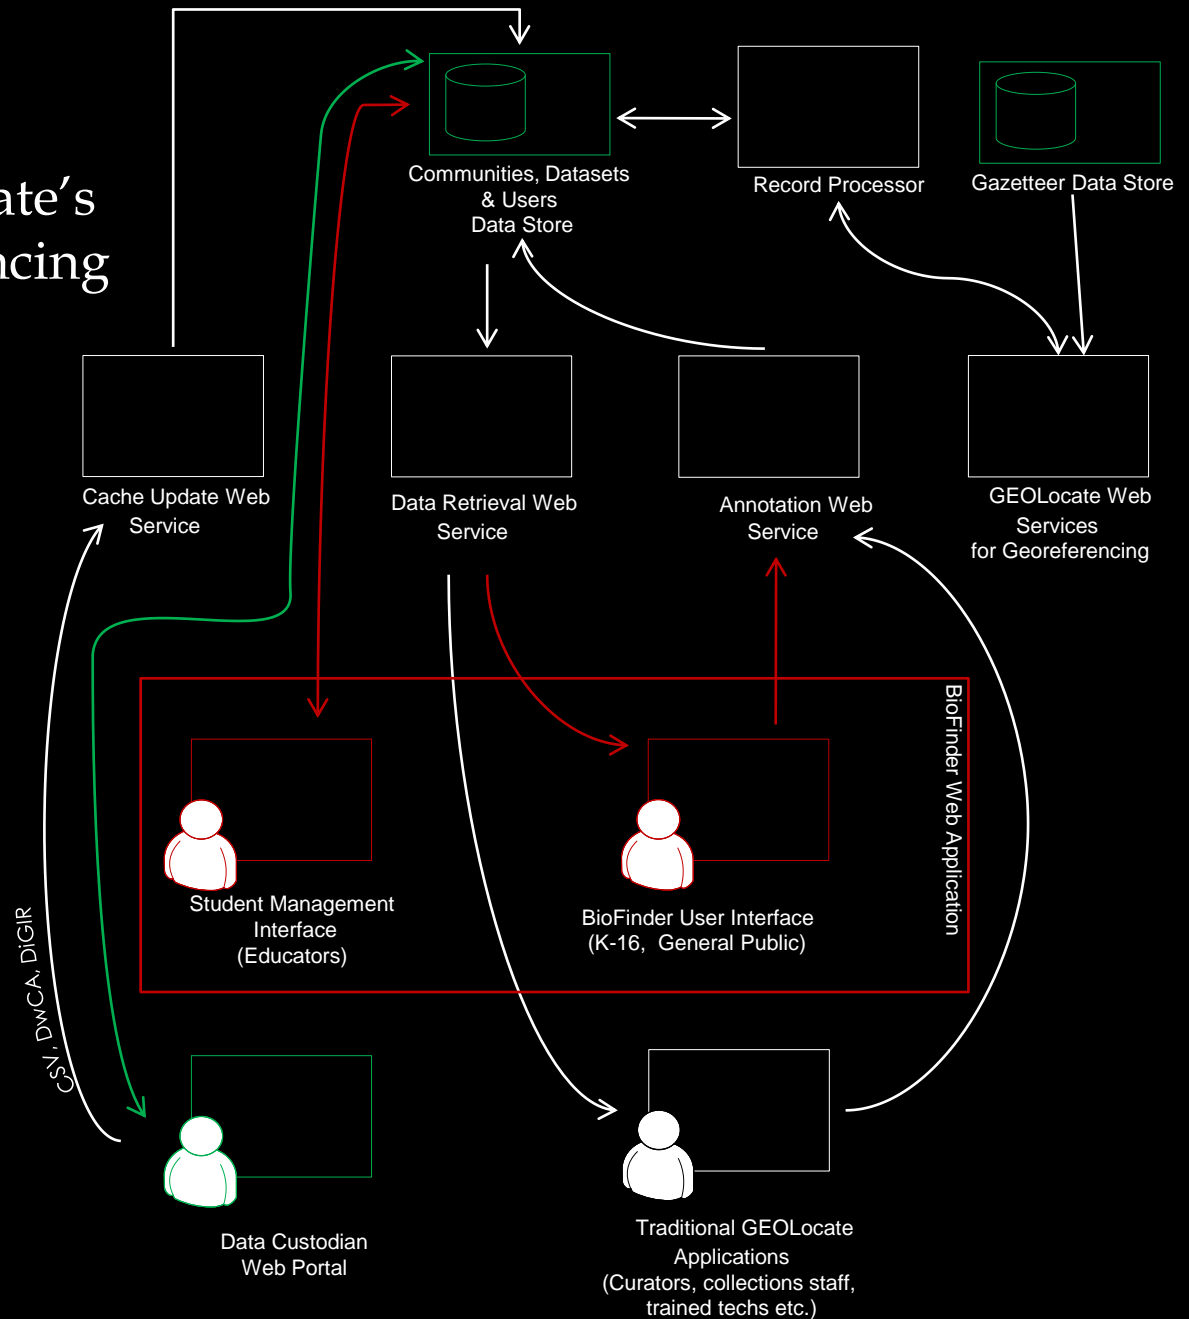 ate's
ncing
Communities, Datasets
& Users
Data Store
Record Processor
Gazetteer Data Store
Cache Update Web
Service
Data Retrieval Web
Service
Annotation Web
Service
GEOLocate Web
Services
for Georeferencing
BioFinder Web Application
Student Management
Interface
(Educators)
BioFinder User Interface
(K-16, General Public)
CSV, DwCA, DiGIR
Data Custodian
Web Portal
Traditional GEOLocate
Applications
(Curators, collections staff,
trained techs etc.)